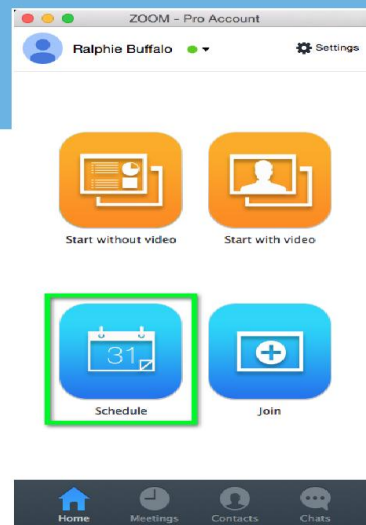 ZOOM - Pro Account
Ralphie Buffalo
Settings
Start without video
Start with video
31
Schedule
Join
Home
Meetings
Contacts
Chats